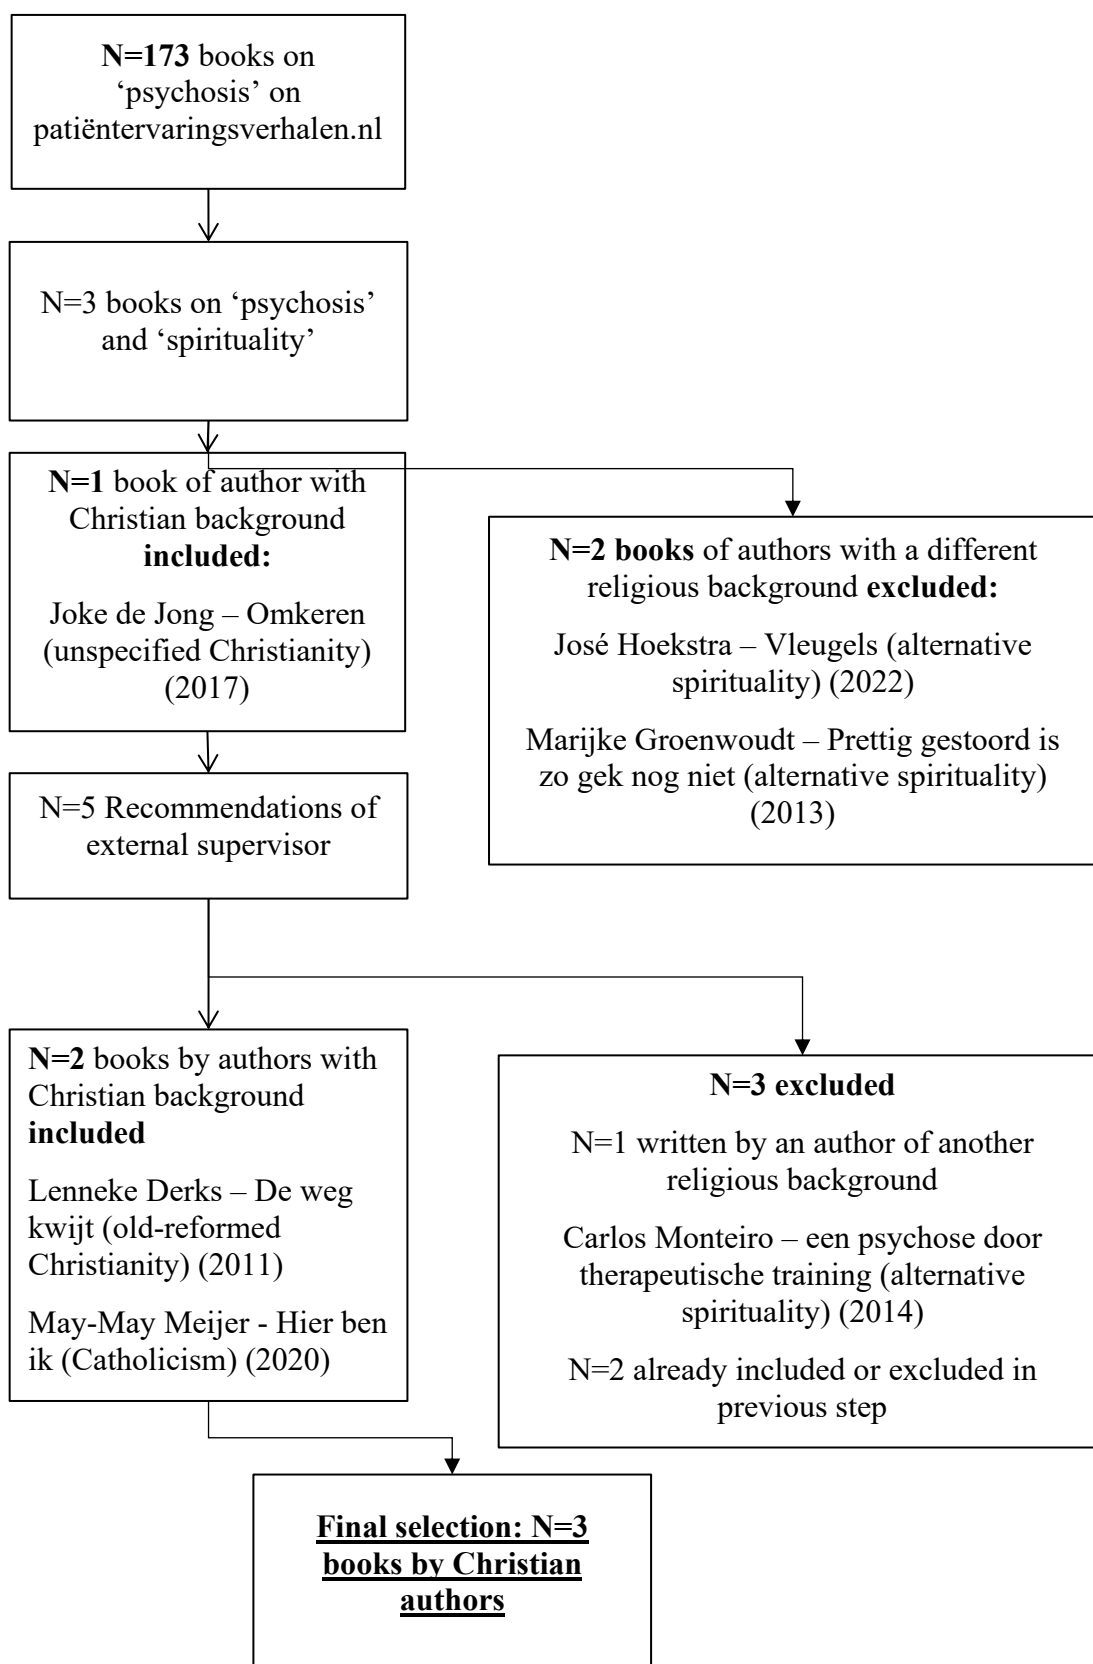 N=173 books on
‘psychosis’ on
patiëntervaringsverhalen.nl
N=3 books on ‘psychosis’
and ‘spirituality’
N=1 book of author with
Christian background
included:
Joke de Jong – Omkeren
(unspecified Christianity)
(2017)
N=2 books of authors with a different
religious background excluded:
José Hoekstra – Vleugels (alternative
spirituality) (2022)
Marijke Groenwoudt – Prettig gestoord is
zo gek nog niet (alternative spirituality)
(2013)
N=5 Recommendations of
external supervisor
N=2 books by authors with
Christian background
included
Lenneke Derks – De weg
kwijt (old-reformed
Christianity) (2011)
May-May Meijer - Hier ben
ik (Catholicism) (2020)
N=3 excluded
N=1 written by an author of another
religious background
Carlos Monteiro – een psychose door
therapeutische training (alternative
spirituality) (2014)
N=2 already included or excluded in
previous step
Final selection: N=3
books by Christian
authors